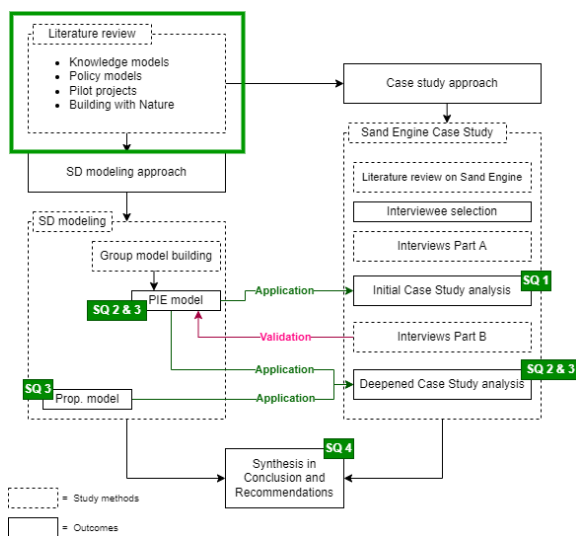 Literature review
• Knowledge models
• Policy models
• Pilot projects
• Building with Nature
Case study approach
SD modeling approach
Sand Engine Case Study
Literature review on Sand Engine
Interviewee selection
Interviews Part A
SD modeling
Group model building
PIE model
SQ 2 & 3
Application
Initial Case Study analysis
SQ 1
Validation
Interviews Part B
Application
Deepened Case Study analysis
SQ 2 & 3
SQ 3
Prop. model
Application
SQ 4
Synthesis in
Conclusion and
Recommendations
= Study methods
= Outcomes